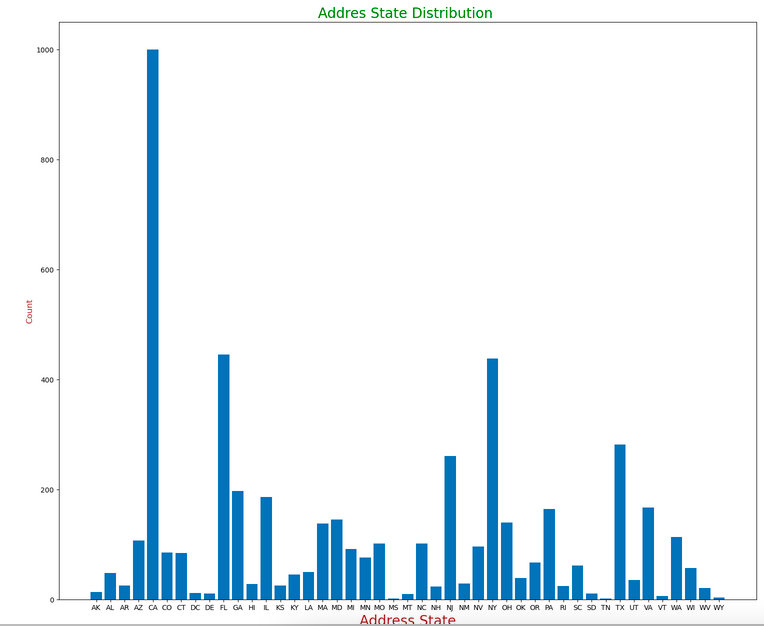 Addres State Distribution
1000
800
600
400
200
0
Count
AK AL AR AZ CA CO CT DC DE FL GA HI IL KS KY LA MA MD MI MN MO MS MT NC NH NJ NM NV NY OH OK OR PA RI SC SD TN TX UT VA VT WA WI WV WY
Address State